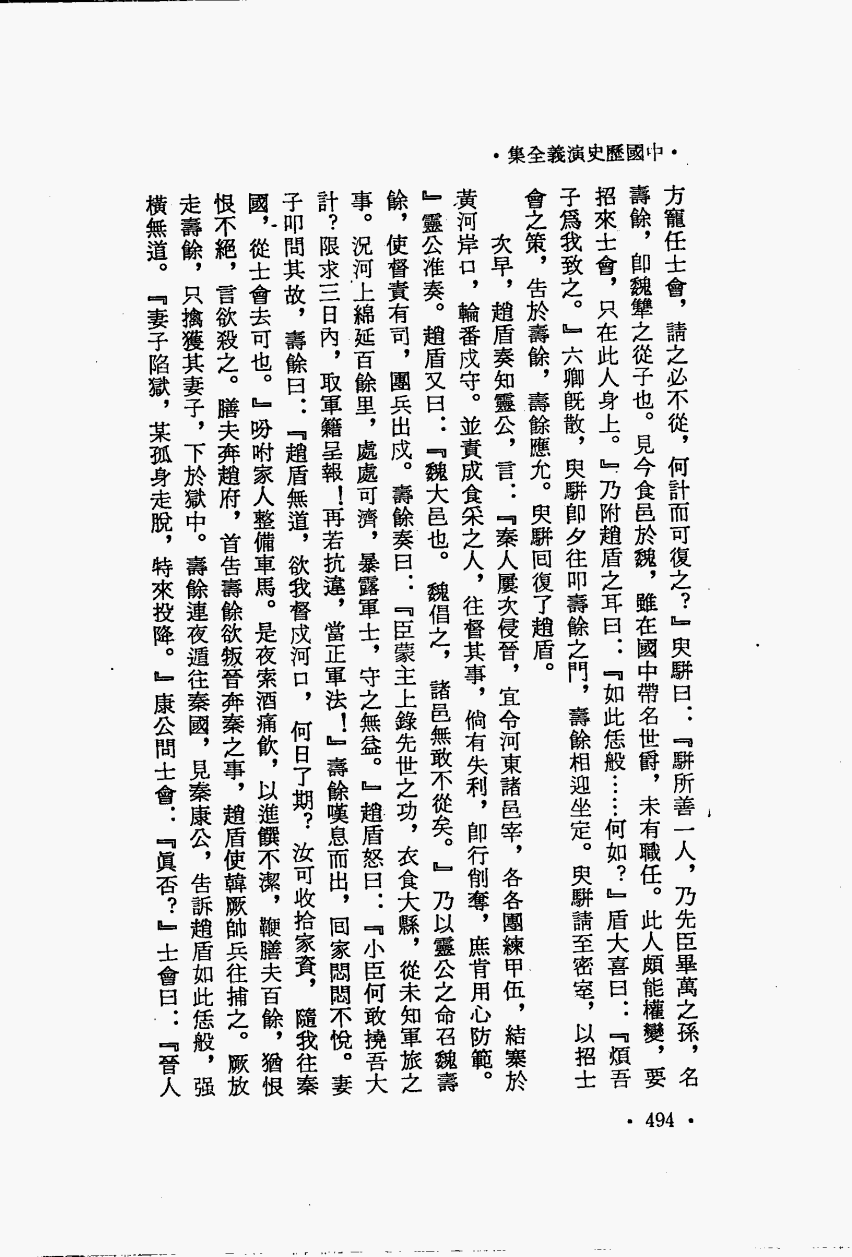 ·中國歷史演義全集·
方寵任士會，請之必不從，何計而可復之？』臾駢曰：『駢所善一人，乃先臣畢萬之孫，名
壽餘，卽魏犨之從子也。見今食邑於魏，雖在國中帶名世爵，未有職任。此人頗能權變，要
招來士會，只在此人身上。』乃附趙盾之耳曰：『如此恁般……何如？』盾大喜曰：『煩吾
子爲我致之。』六卿旣散，臾駢卽夕往叩壽餘之門，壽餘相迎坐定。臾駢請至密室，以招士
會之策，告於壽餘，壽餘應允。臾駢回復了趙盾。
次早，趙盾奏知靈公，言：『秦人屢次侵晉，宜令河東諸邑宰，各各團練甲伍，結寨於
黃河岸口，輪番戍守。並責成食采之人，往督其事，倘有失利，卽行削奪，庶肯用心防範。
』靈公准奏。趙盾又曰：『魏大邑也。魏倡之，諸邑無敢不從矣。』乃以靈公之命召魏壽
餘，使督責有司，團兵出戍。壽餘奏曰：『臣蒙主上錄先世之功，衣食大縣，從未知軍旅之
事。況河上綿延百餘里，處處可濟，暴露軍士，守之無益。』趙盾怒曰：『小臣何敢撓吾大
計？限求三日內，取軍籍呈報！再若抗違，當正軍法！』壽餘嘆息而出，回家悶悶不悅。妻
子叩問其故，壽餘曰：『趙盾無道，欲我督戍河口，何日了期？汝可收拾家資，隨我往秦
國，從士會去可也。』吩咐家人整備車馬。是夜索酒痛飲，以進饌不潔，鞭膳夫百餘，猶恨
恨不絕，言欲殺之。膳夫奔趙府，首告壽餘欲叛晉奔秦之事，趙盾使韓厥帥兵往捕之。厥放
走壽餘，只擒獲其妻子，下於獄中。壽餘連夜遁往秦國，見秦康公，告訴趙盾如此恁般，强
橫無道。『妻子陷獄，某孤身走脫，特來投降。』康公問士會：『眞否？』士會曰：『晉人
·494·